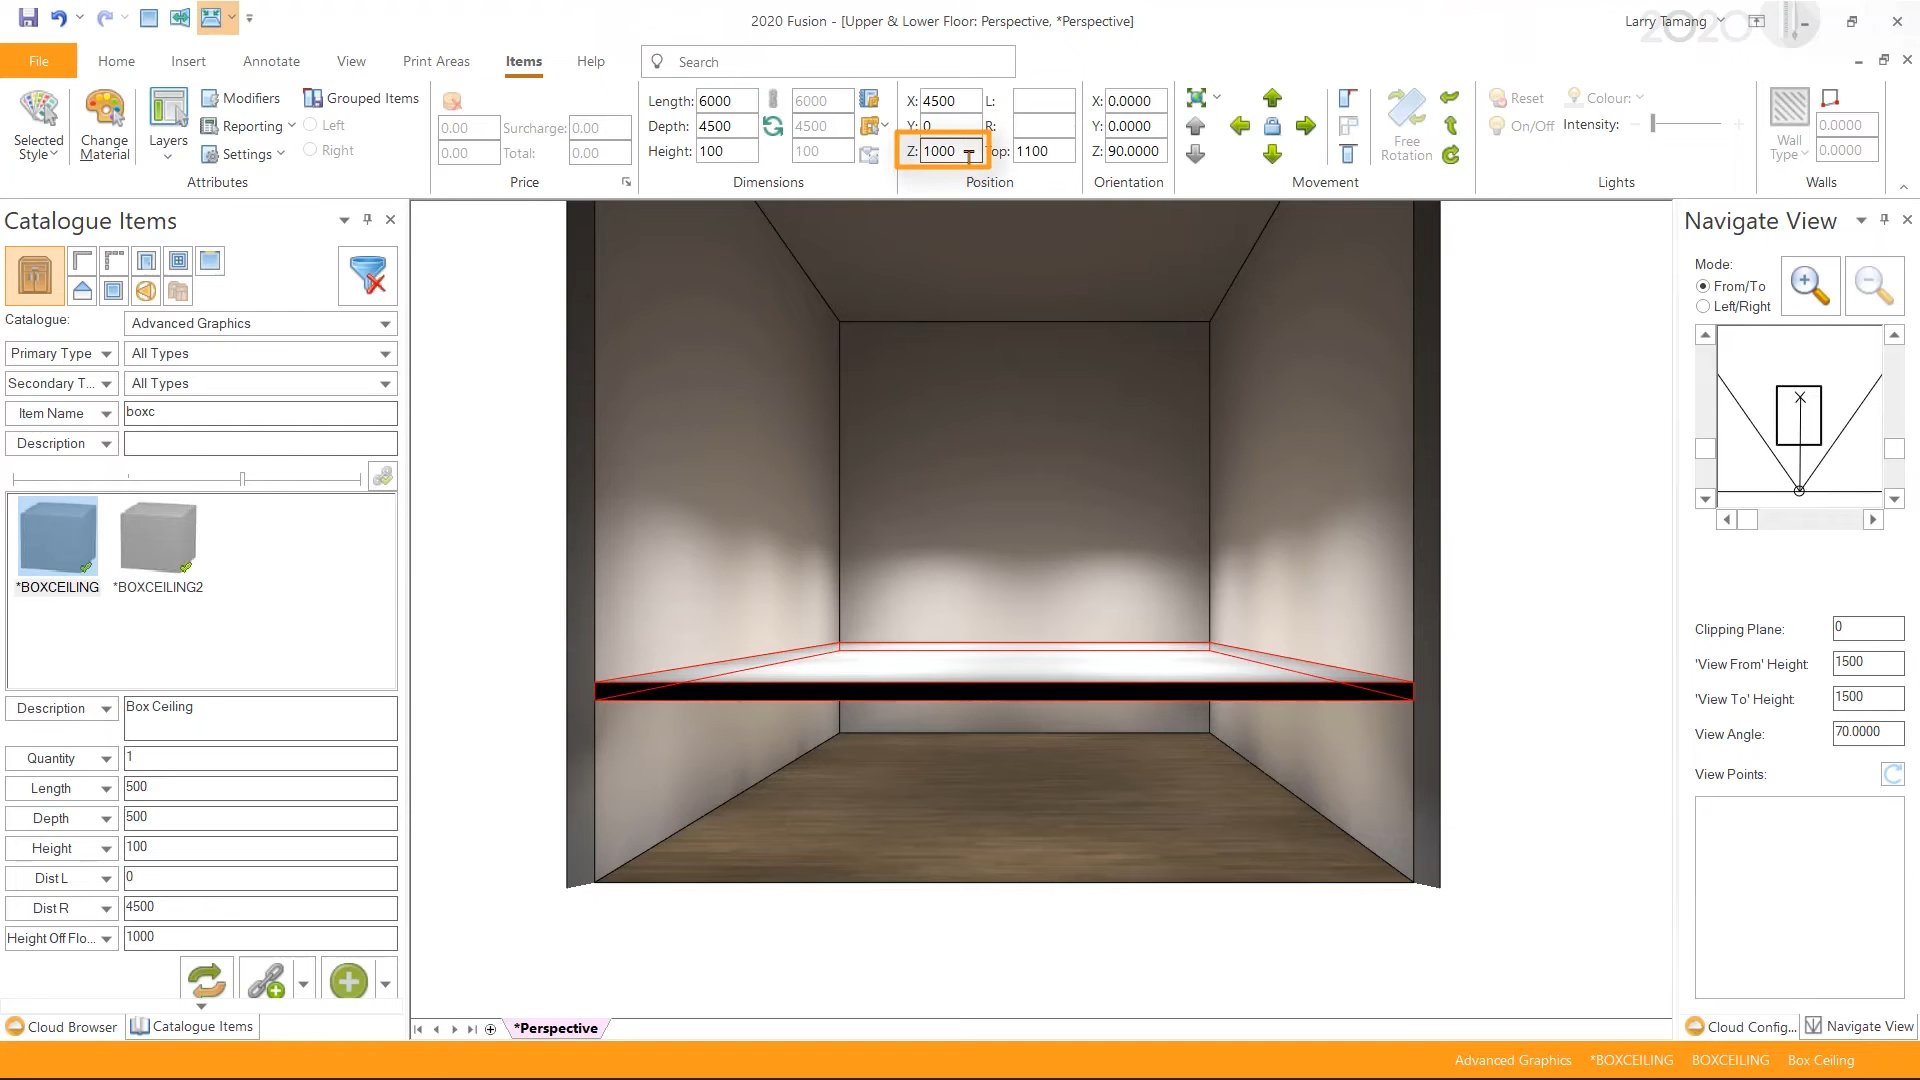 2020 Fusion - [Upper & Lower Floor: Perspective, *Perspective]
Larry Tamang
2020
File
Home
Insert
Annotate
View
Print Areas
Items
Help
Search
Selected Style
Change Material
Layers
Modifiers
Reporting
Settings
Grouped Items
Left
Right
Attributes
0.00 Surcharge: 0.00
0.00 Total: 0.00
Price
Length: 6000 6000
Depth: 4500 4500
Height: 100 100
Dimensions
X: 4500 L:
Y: 0 R:
Z: 1000 Top: 1100
Position
X: 0.0000
Y: 0.0000
Z: 90.0000
Orientation
Free Rotation
Movement
Reset Colour:
On/Off Intensity:
Lights
Wall Type
0.0000
0.0000
Walls
Catalogue Items
Catalogue: Advanced Graphics
Primary Type All Types
Secondary T... All Types
Item Name boxc
Description
*BOXCEILING *BOXCEILING2
Description Box Ceiling
Quantity 1
Length 500
Depth 500
Height 100
Dist L 0
Dist R 4500
Height Off Flo... 1000
Cloud Browser Catalogue Items
*Perspective
Navigate View
Mode:
From/To
Left/Right
Clipping Plane: 0
'View From' Height: 1500
'View To' Height: 1500
View Angle: 70.0000
View Points:
Cloud Config... Navigate View
Advanced Graphics *BOXCEILING BOXCEILING Box Ceiling